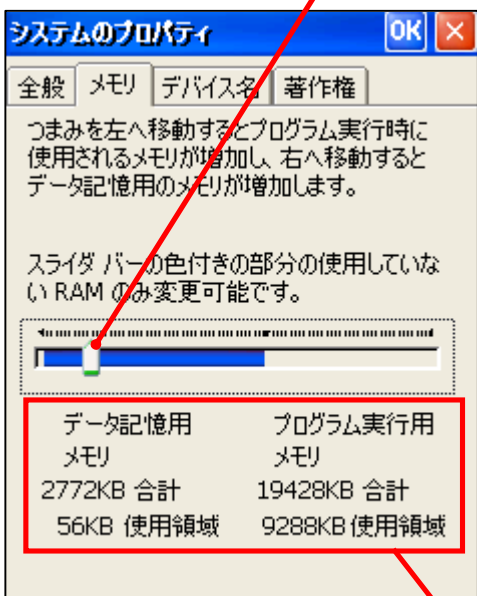 システムのプロパティ OK
全般 メモリ デバイス名 著作権
つまみを左へ移動するとプログラム実行時に
使用されるメモリが増加し、右へ移動すると
データ記憶用のメモリが増加します。
スライダ バーの色付きの部分の使用していな
い RAM のみ変更可能です。
データ記憶用 プログラム実行用
メモリ メモリ
2772KB 合計 19428KB 合計
56KB 使用領域 9288KB 使用領域